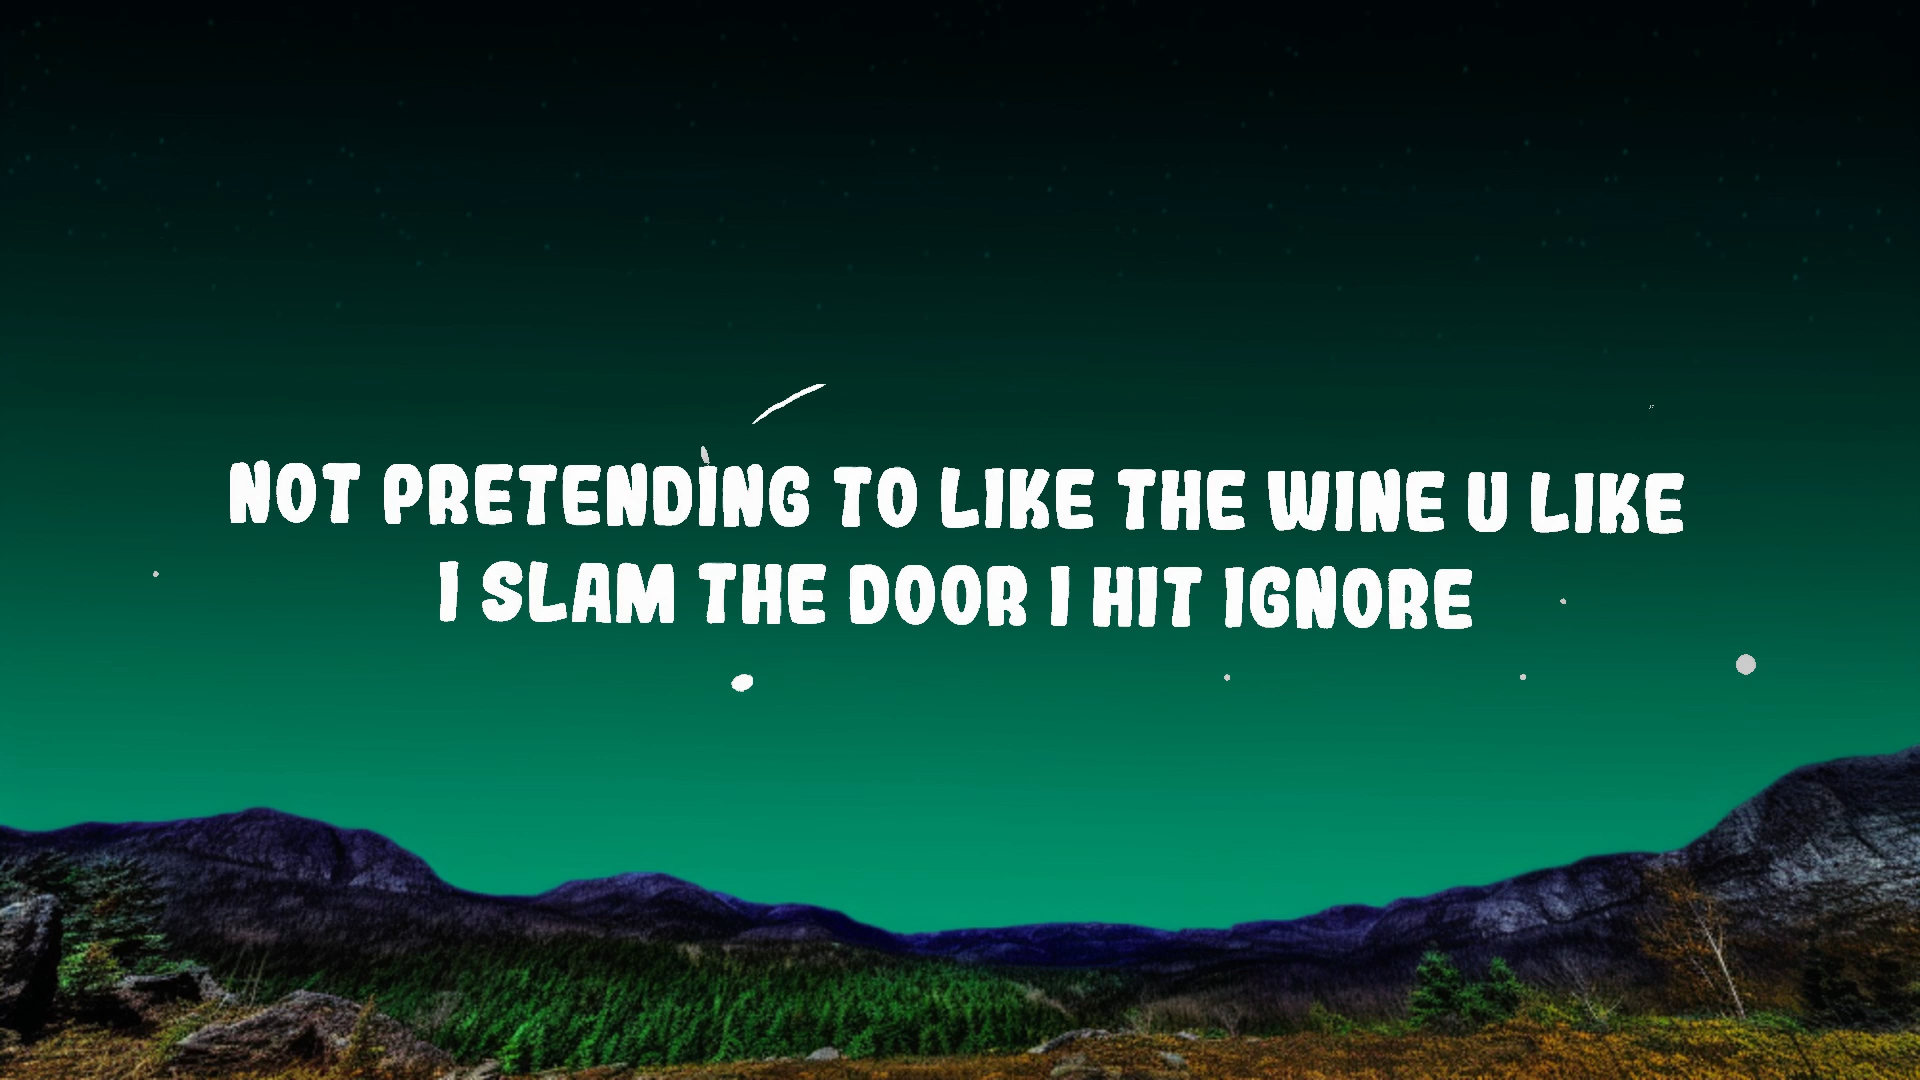 NOT PRETENDING TO LIKE THE WINE U LIKE
I SLAM THE DOOR I HIT IGNORE